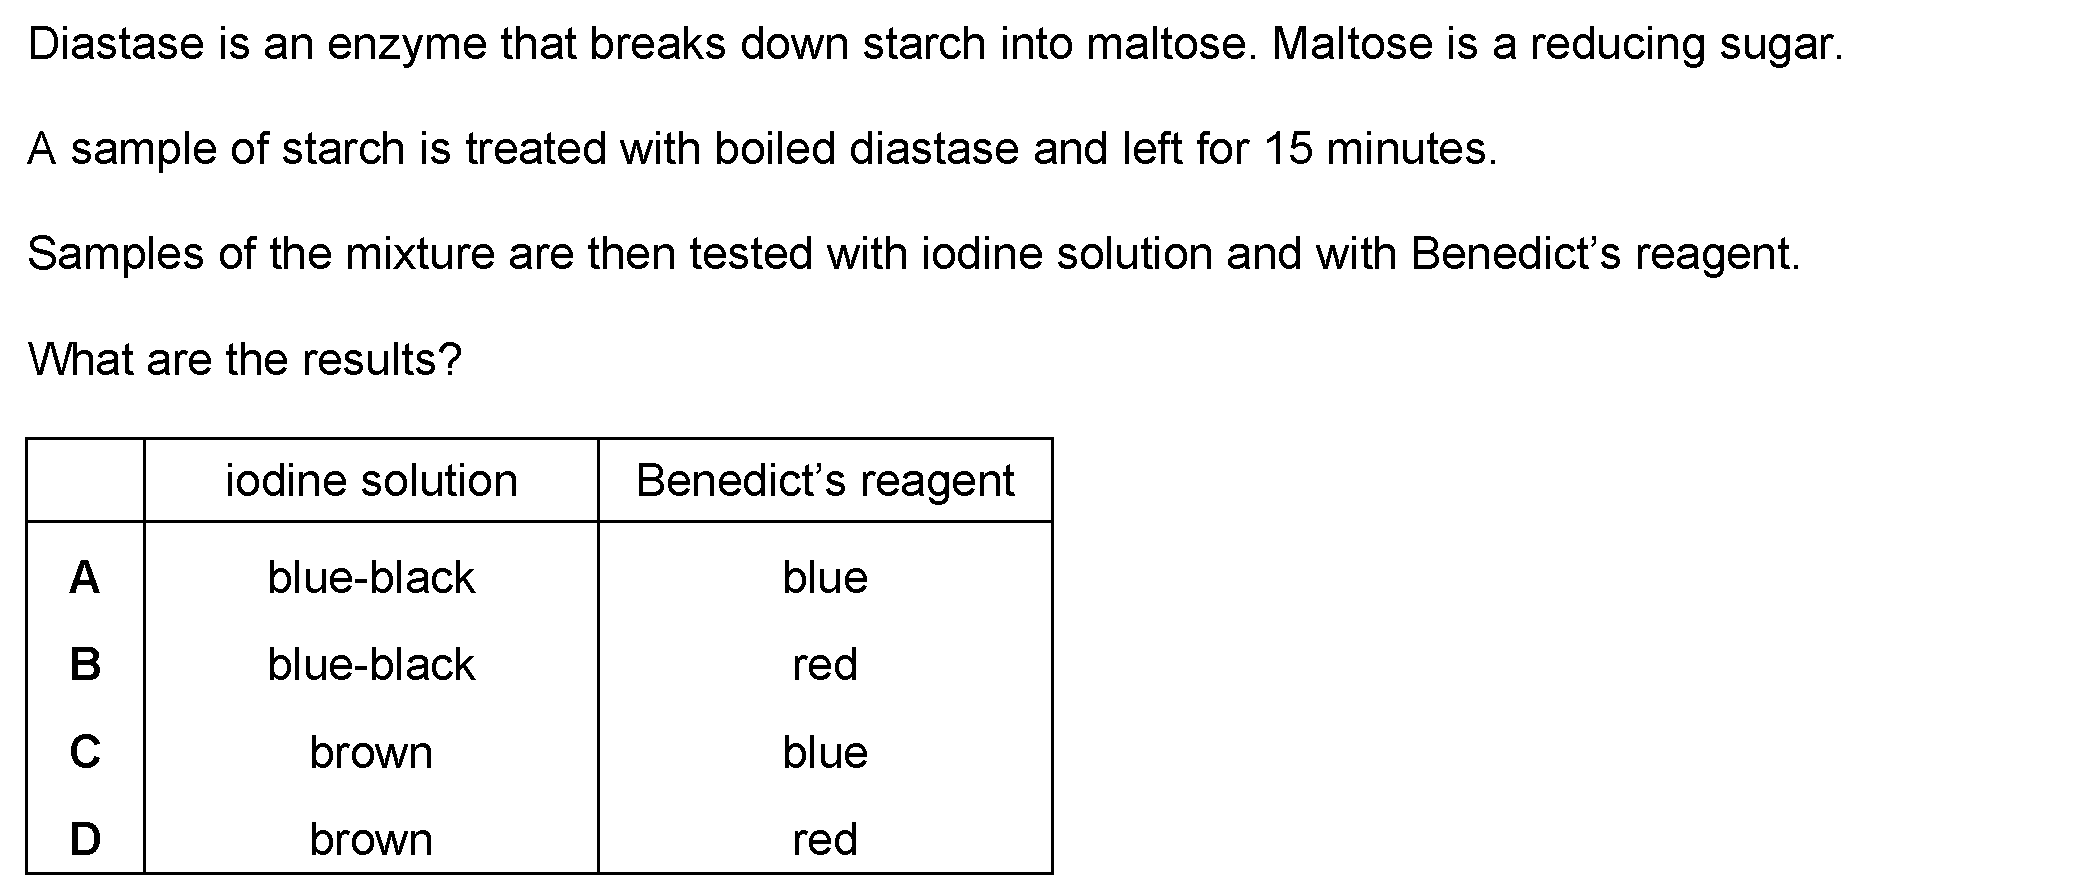 Diastase is an enzyme that breaks down starch into maltose. Maltose is a reducing sugar.
A sample of starch is treated with boiled diastase and left for 15 minutes.
Samples of the mixture are then tested with iodine solution and with Benedict’s reagent.
What are the results?
iodine solution Benedict’s reagent
A blue-black blue
B blue-black red
C brown blue
D brown red